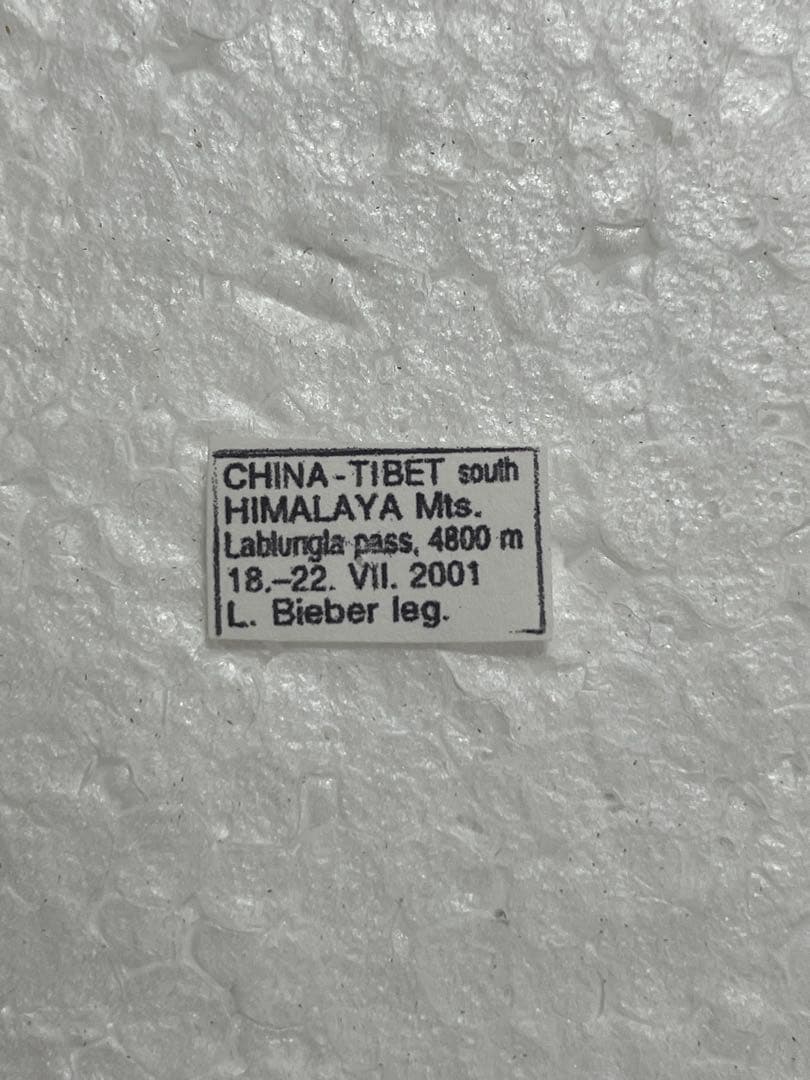 CHINA-TIBET south
HIMALAYA Mts.
Lablungla pass, 4800 m
18.–22. VII. 2001
L. Bieber leg.